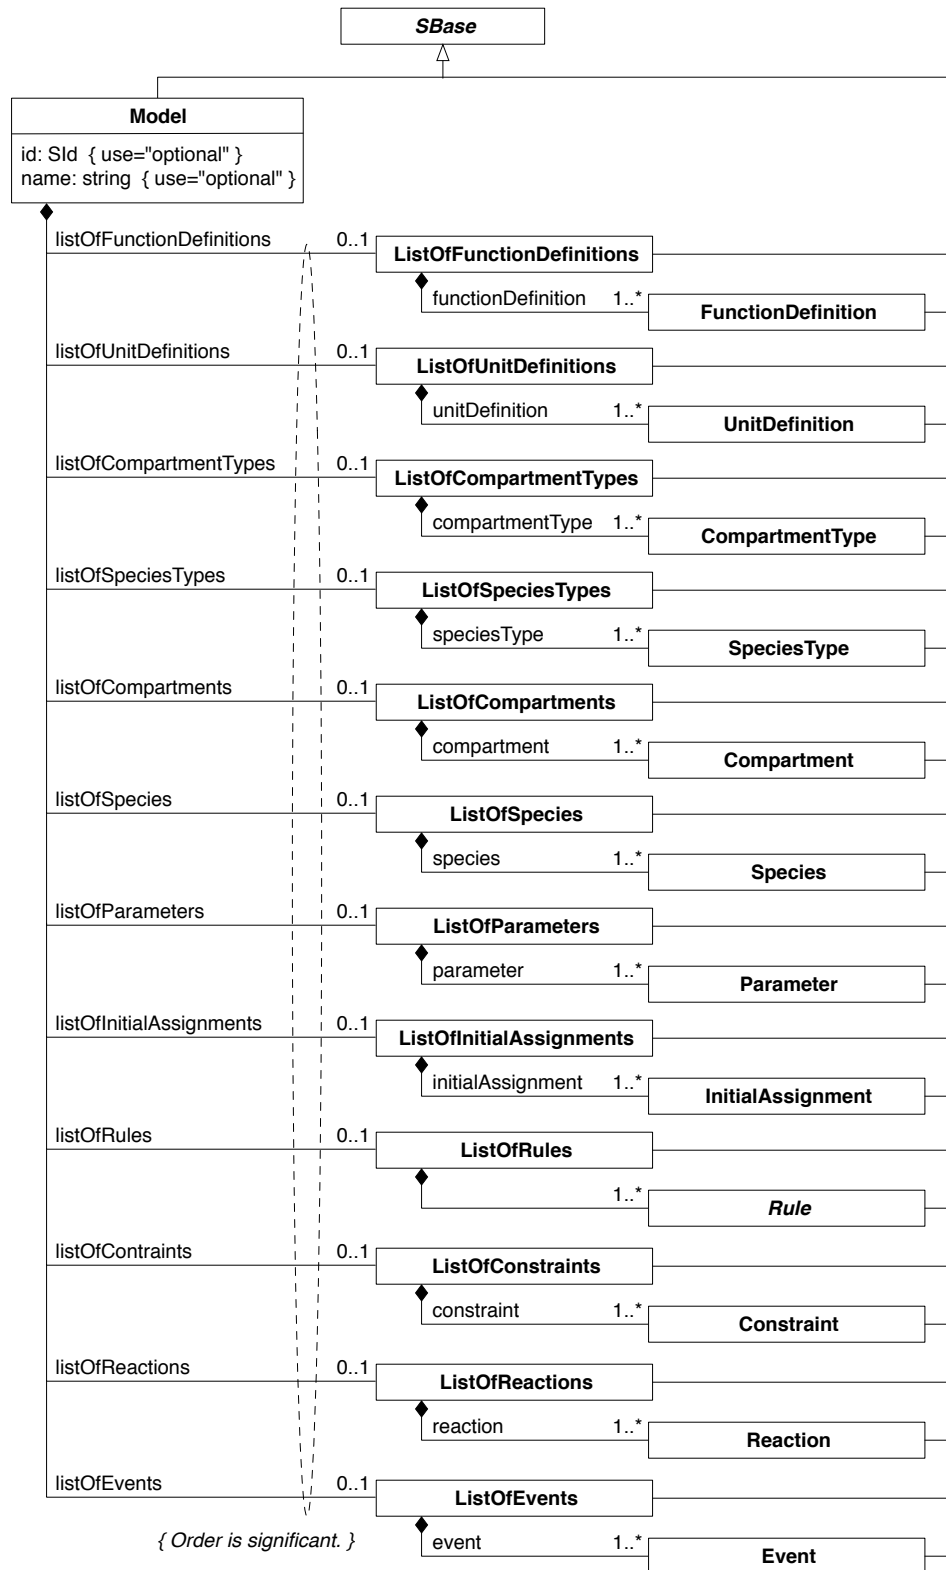 SBase
Model
id: SId { use="optional" }
name: string { use="optional" }
listOfFunctionDefinitions 0..1 ListOfFunctionDefinitions
functionDefinition 1..* FunctionDefinition
listOfUnitDefinitions 0..1 ListOfUnitDefinitions
unitDefinition 1..* UnitDefinition
listOfCompartmentTypes 0..1 ListOfCompartmentTypes
compartmentType 1..* CompartmentType
listOfSpeciesTypes 0..1 ListOfSpeciesTypes
speciesType 1..* SpeciesType
listOfCompartments 0..1 ListOfCompartments
compartment 1..* Compartment
listOfSpecies 0..1 ListOfSpecies
species 1..* Species
listOfParameters 0..1 ListOfParameters
parameter 1..* Parameter
listOfInitialAssignments 0..1 ListOfInitialAssignments
initialAssignment 1..* InitialAssignment
listOfRules 0..1 ListOfRules
1..* Rule
listOfContraints 0..1 ListOfConstraints
constraint 1..* Constraint
listOfReactions 0..1 ListOfReactions
reaction 1..* Reaction
listOfEvents 0..1 ListOfEvents
{ Order is significant. } event 1..* Event